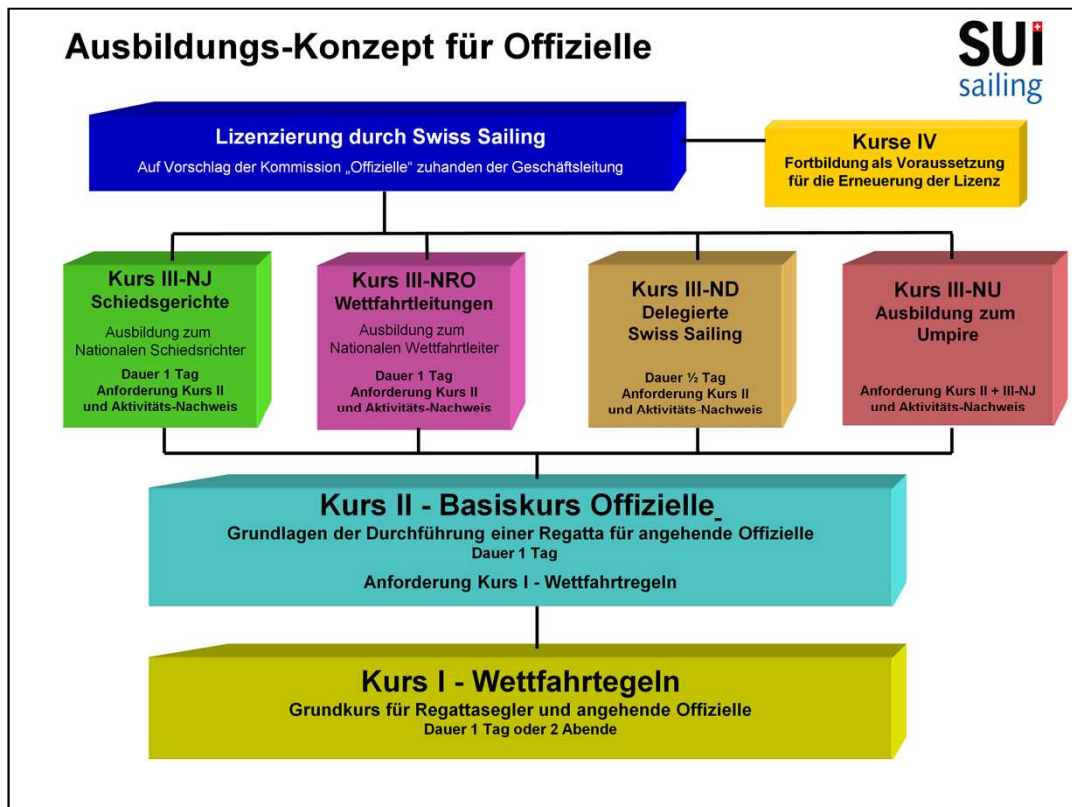 Ausbildungs-Konzept für Offizielle
SUI
sailing
Lizenzierung durch Swiss Sailing
Auf Vorschlag der Kommission „Offizielle“ zuhanden der Geschäftsleitung
Kurse IV
Fortbildung als Voraussetzung
für die Erneuerung der Lizenz
Kurs III-NJ
Schiedsgerichte
Ausbildung zum
Nationalen Schiedsrichter
Dauer 1 Tag
Anforderung Kurs II
und Aktivitäts-Nachweis
Kurs III-NRO
Wettfahrtleitungen
Ausbildung zum
Nationalen Wettfahrtleiter
Dauer 1 Tag
Anforderung Kurs II
und Aktivitäts-Nachweis
Kurs III-ND
Delegierte
Swiss Sailing
Dauer ½ Tag
Anforderung Kurs II
und Aktivitäts-Nachweis
Kurs III-NU
Ausbildung zum
Umpire
Anforderung Kurs II + III-NJ
und Aktivitäts-Nachweis
Kurs II - Basiskurs Offizielle_
Grundlagen der Durchführung einer Regatta für angehende Offizielle
Dauer 1 Tag
Anforderung Kurs I - Wettfahrtregeln
Kurs I - Wettfahrtegeln
Grundkurs für Regattasegler und angehende Offizielle
Dauer 1 Tag oder 2 Abende